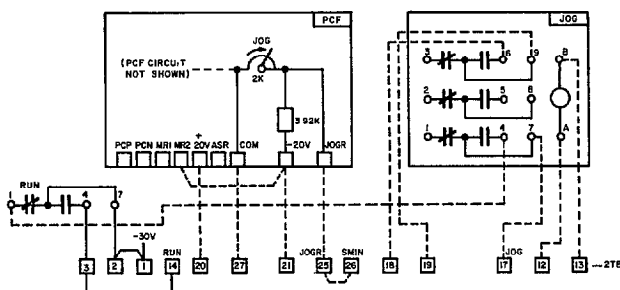 PCF
JOG
JOG
2K
(PCF CIRCUIT
NOT SHOWN)
3.92K
+
PCP PCN MR1 MR2 20V ASR COM -20V JOGR
3 6 9 B
2 5 8
1 4 7 A
RUN
1 4 7
-30V
RUN
JOGR SMIN
JOG
3 2 1 14 20 27 21 25 26 18 19 17 12 13 2TB